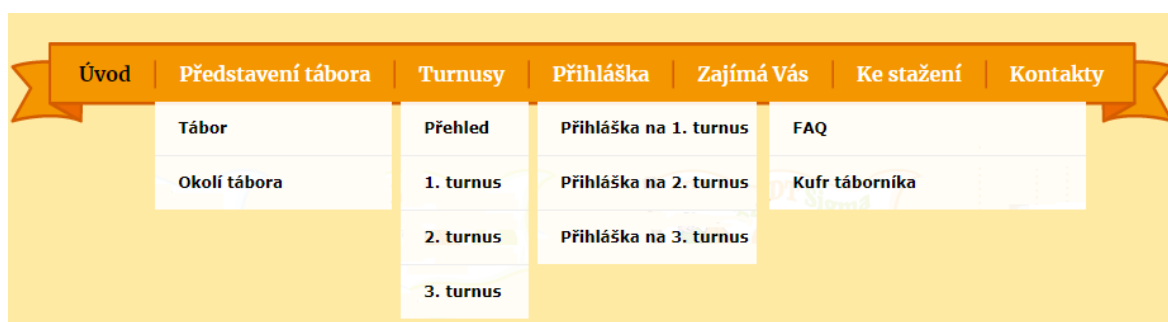 Úvod Představení tábora Turnusy Přihláška Zajímá Vás Ke stažení Kontakty
Tábor Přehled Přihláška na 1. turnus FAQ
Okolí tábora 1. turnus Přihláška na 2. turnus Kufr táborníka
2. turnus Přihláška na 3. turnus
3. turnus